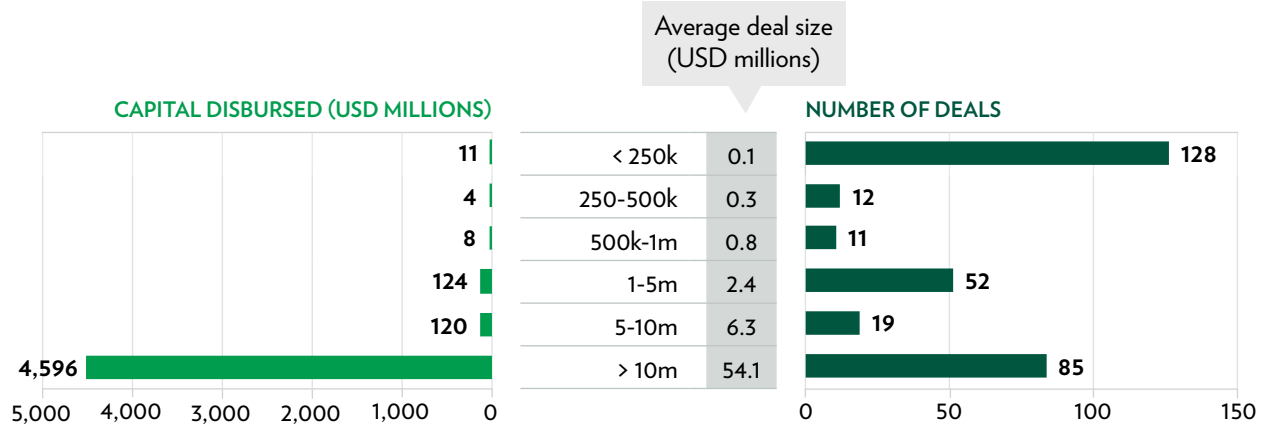 Average deal size
(USD millions)
CAPITAL DISBURSED (USD MILLIONS)
NUMBER OF DEALS
11 < 250k 0.1 128
4 250-500k 0.3 12
8 500k-1m 0.8 11
124 1-5m 2.4 52
120 5-10m 6.3 19
4,596 > 10m 54.1 85
5,000 4,000 3,000 2,000 1,000 0 0 50 100 150